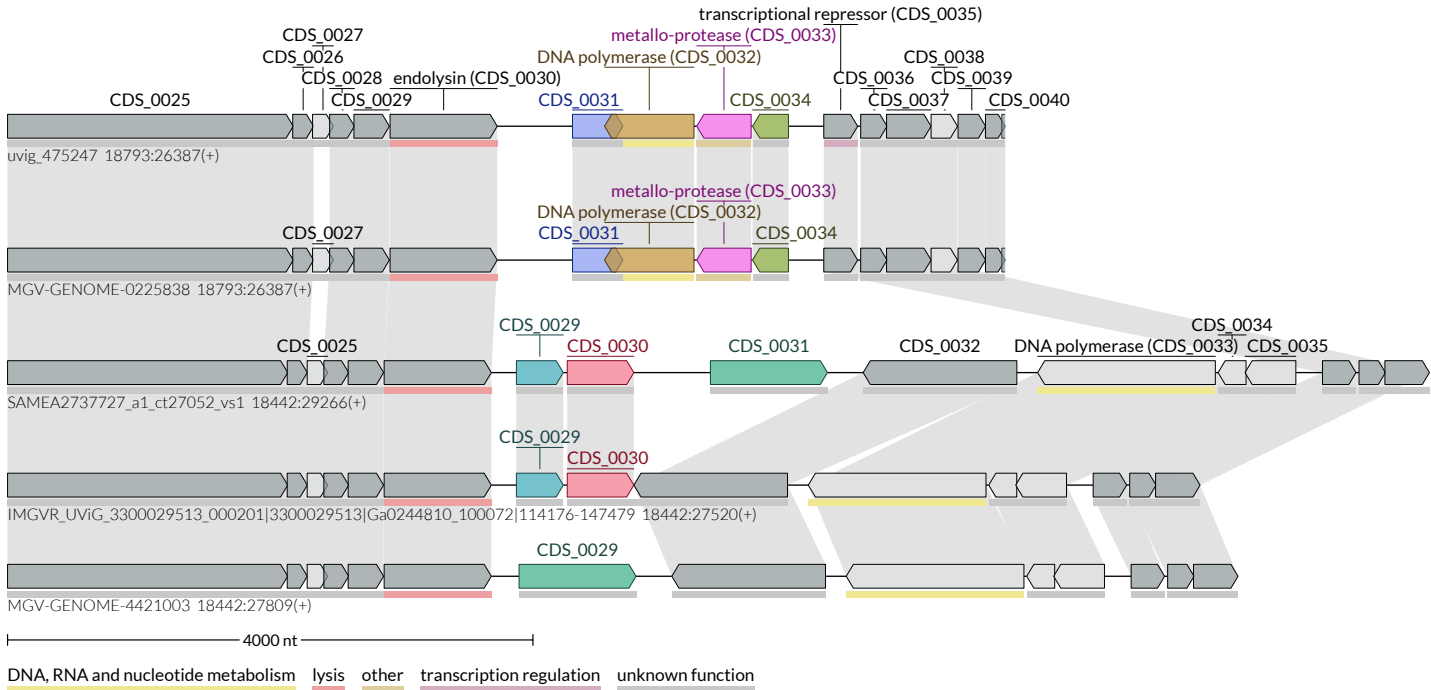 transcriptional repressor (CDS_0035)
CDS_0027 metallo-protease (CDS_0033)
CDS_0026 DNA polymerase (CDS_0032) CDS_0038
CDS_0028 endolysin (CDS_0030) CDS_0036 CDS_0039
CDS_0025 CDS_0029 CDS_0031 CDS_0034 CDS_0037 CDS_0040
uvig_475247 18793:26387(+)
metallo-protease (CDS_0033)
DNA polymerase (CDS_0032)
CDS_0027 CDS_0031 CDS_0034
MGV-GENOME-0225838 18793:26387(+)
CDS_0029 CDS_0034
CDS_0025 CDS_0030 CDS_0031 CDS_0032 DNA polymerase (CDS_0033) CDS_0035
SAMEA2737727_a1_ct27052_vs1 18442:29266(+)
CDS_0029
CDS_0030
IMGVR_UViG_3300029513_000201|3300029513|Ga0244810_100072|114176-147479 18442:27520(+)
CDS_0029
MGV-GENOME-4421003 18442:27809(+)
4000 nt
DNA, RNA and nucleotide metabolism lysis other transcription regulation unknown function